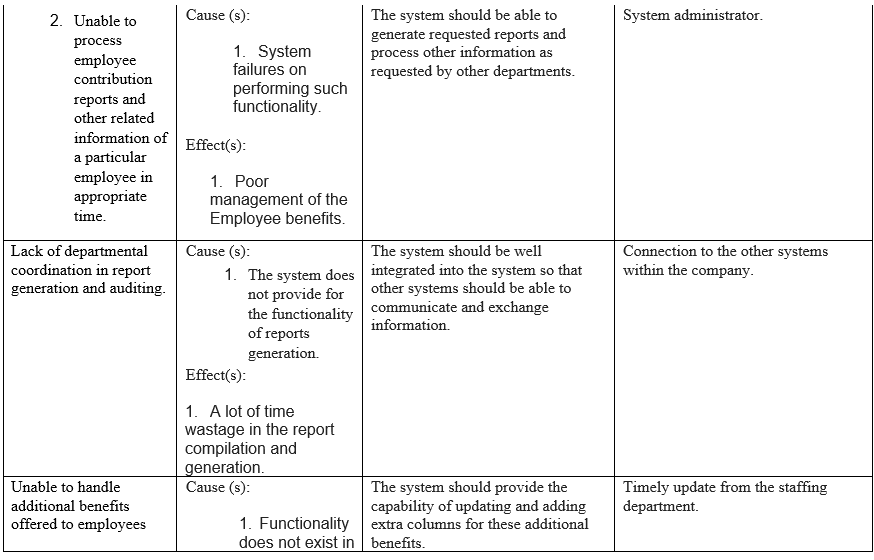 2. Unable to
process
employee
contribution
reports and
other related
information of
a particular
employee in
appropriate
time.
Cause (s):
1. System
failures on
performing such
functionality.
Effect(s):
1. Poor
management of the
Employee benefits.
The system should be able to
generate requested reports and
process other information as
requested by other departments.
System administrator.
Lack of departmental
coordination in report
generation and auditing.
Cause (s):
1. The system does
not provide for
the functionality
of reports
generation.
Effect(s):
1. A lot of time
wastage in the report
compilation and
generation.
The system should be well
integrated into the system so that
other systems should be able to
communicate and exchange
information.
Connection to the other systems
within the company.
Unable to handle
additional benefits
offered to employees
Cause (s):
1. Functionality
does not exist in
The system should provide the
capability of updating and adding
extra columns for these additional
benefits.
Timely update from the staffing
department.